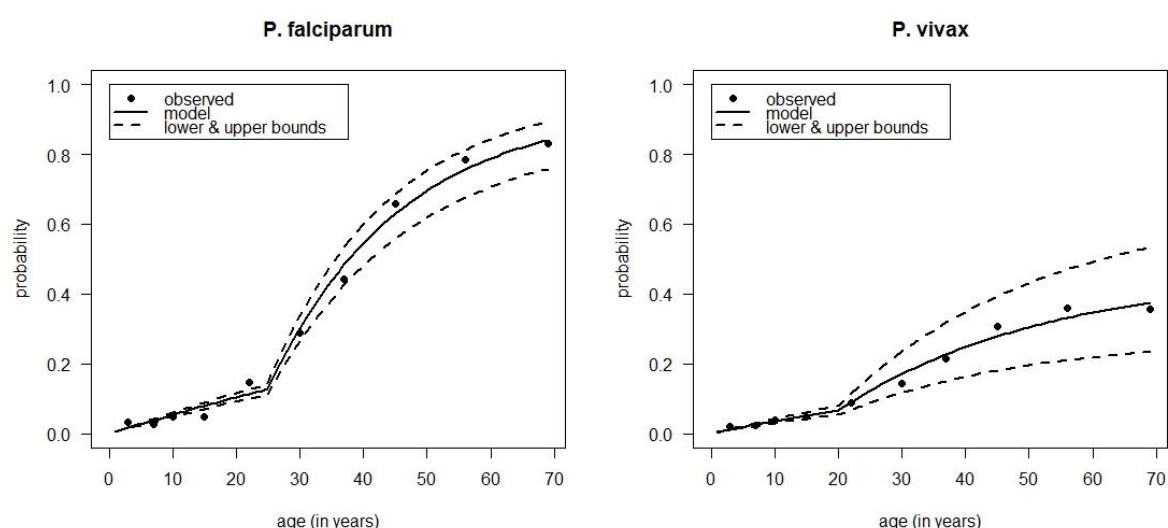 P. falciparum
observed
model
lower & upper bounds
probability
1.0
0.8
0.6
0.4
0.2
0.0
0 10 20 30 40 50 60 70
age (in years)
P. vivax
observed
model
lower & upper bounds
probability
1.0
0.8
0.6
0.4
0.2
0.0
0 10 20 30 40 50 60 70
age (in years)